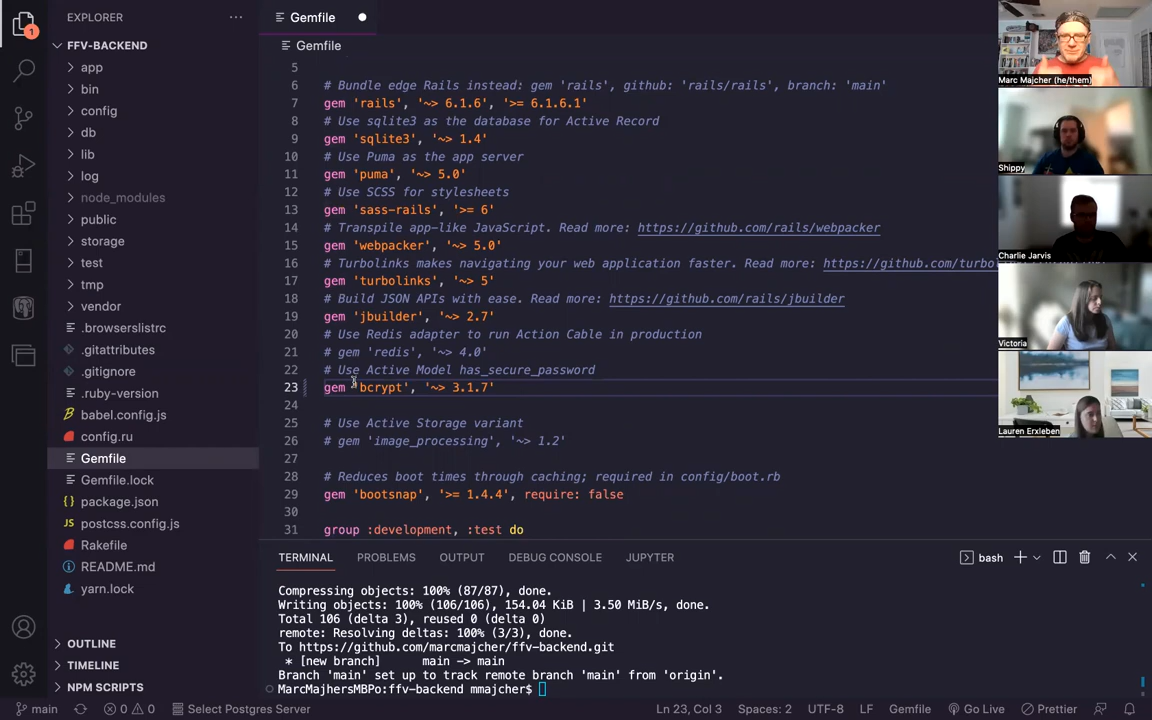 EXPLORER
FFV-BACKEND
app
bin
config
db
lib
log
node_modules
public
storage
test
tmp
vendor
.browserslistrc
.gitattributes
.gitignore
.ruby-version
babel.config.js
config.ru
Gemfile
Gemfile.lock
package.json
postcss.config.js
Rakefile
README.md
yarn.lock
OUTLINE
TIMELINE
NPM SCRIPTS
1
Gemfile
Gemfile
5
6 # Bundle edge Rails instead: gem 'rails', github: 'rails/rails', branch: 'main'
7 gem 'rails', '~> 6.1.6', '>= 6.1.6.1'
8 # Use sqlite3 as the database for Active Record
9 gem 'sqlite3', '~> 1.4'
10 # Use Puma as the app server
11 gem 'puma', '~> 5.0'
12 # Use SCSS for stylesheets
13 gem 'sass-rails', '>= 6'
14 # Transpile app-like JavaScript. Read more: https://github.com/rails/webpacker
15 gem 'webpacker', '~> 5.0'
16 # Turbolinks makes navigating your web application faster. Read more: https://github.com/turbo
17 gem 'turbolinks', '~> 5'
18 # Build JSON APIs with ease. Read more: https://github.com/rails/jbuilder
19 gem 'jbuilder', '~> 2.7'
20 # Use Redis adapter to run Action Cable in production
21 # gem 'redis', '~> 4.0'
22 # Use Active Model has_secure_password
23 gem 'bcrypt', '~> 3.1.7'
24
25 # Use Active Storage variant
26 # gem 'image_processing', '~> 1.2'
27
28 # Reduces boot times through caching; required in config/boot.rb
29 gem 'bootsnap', '>= 1.4.4', require: false
30
31 group :development, :test do
TERMINAL PROBLEMS OUTPUT DEBUG CONSOLE JUPYTER bash
Compressing objects: 100% (87/87), done.
Writing objects: 100% (106/106), 154.04 KiB | 3.50 MiB/s, done.
Total 106 (delta 3), reused 0 (delta 0)
remote: Resolving deltas: 100% (3/3), done.
To https://github.com/marcmajcher/ffv-backend.git
* [new branch] main -> main
Branch 'main' set up to track remote branch 'main' from 'origin'.
MarcMajhersMBPo:ffv-backend mmajcher$
main 0 0 Select Postgres Server Ln 23, Col 3 Spaces: 2 UTF-8 LF Gemfile Go Live Prettier
Marc Majcher (he/them)
Shippy
Charlie Jarvis
Victoria
Lauren Erxleben